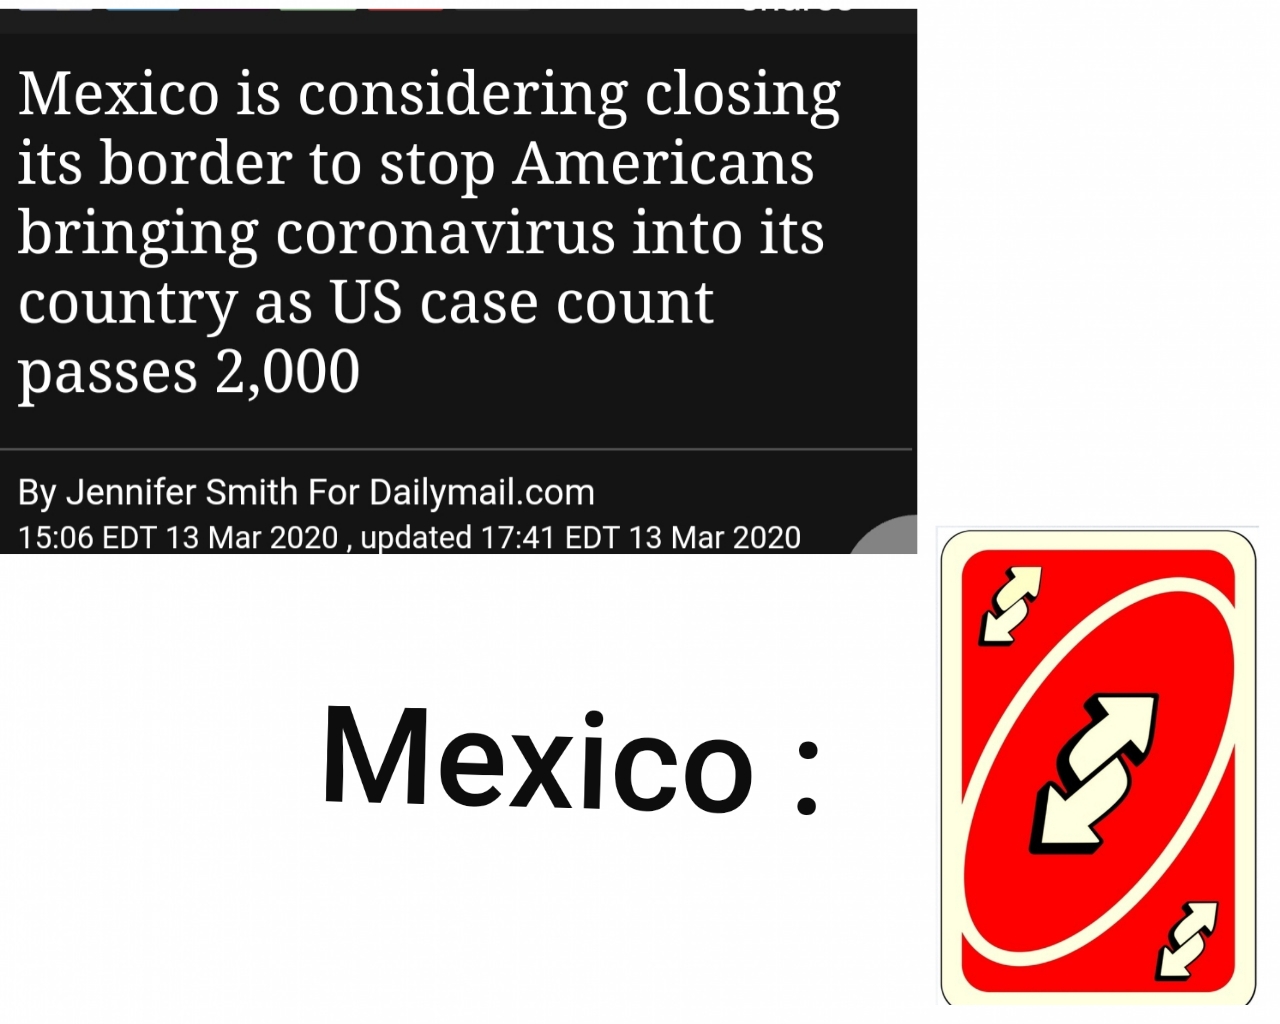 Mexico is considering closing
its border to stop Americans
bringing coronavirus into its
country as US case count
passes 2,000
By Jennifer Smith For Dailymail.com
15:06 EDT 13 Mar 2020 , updated 17:41 EDT 13 Mar 2020
Mexico :